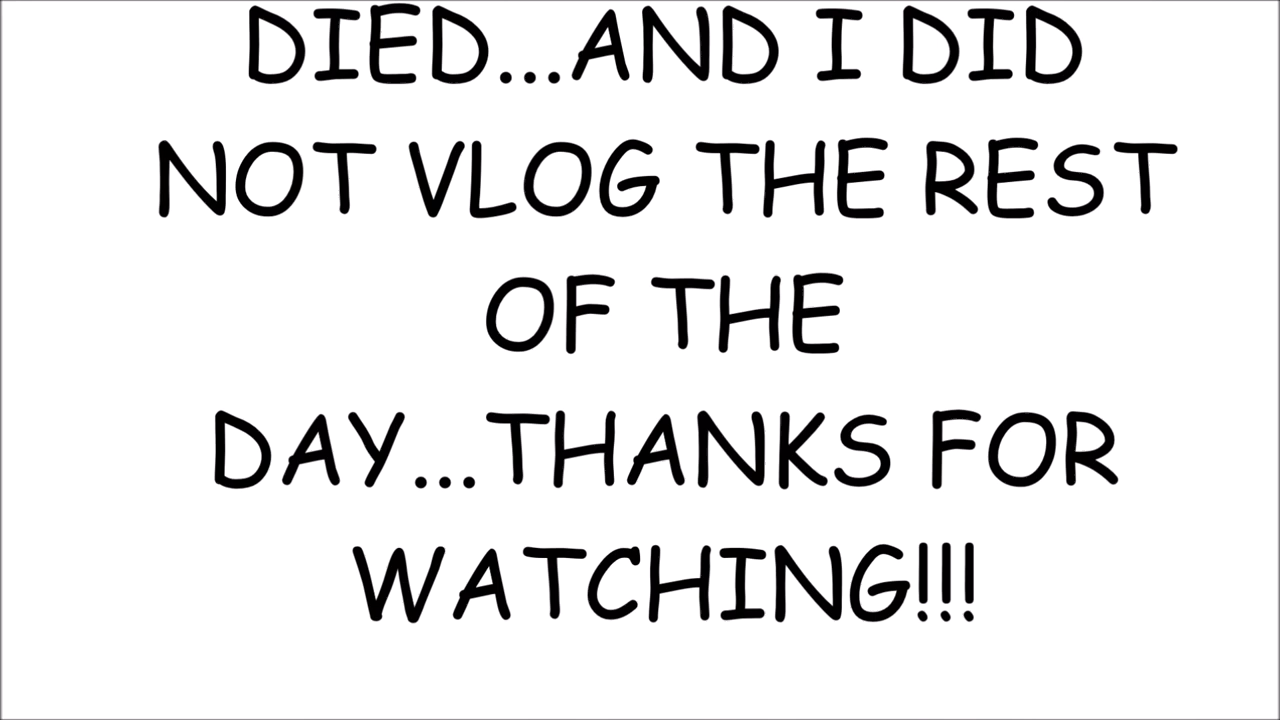 DIED...AND I DID
NOT VLOG THE REST
OF THE
DAY...THANKS FOR
WATCHING!!!